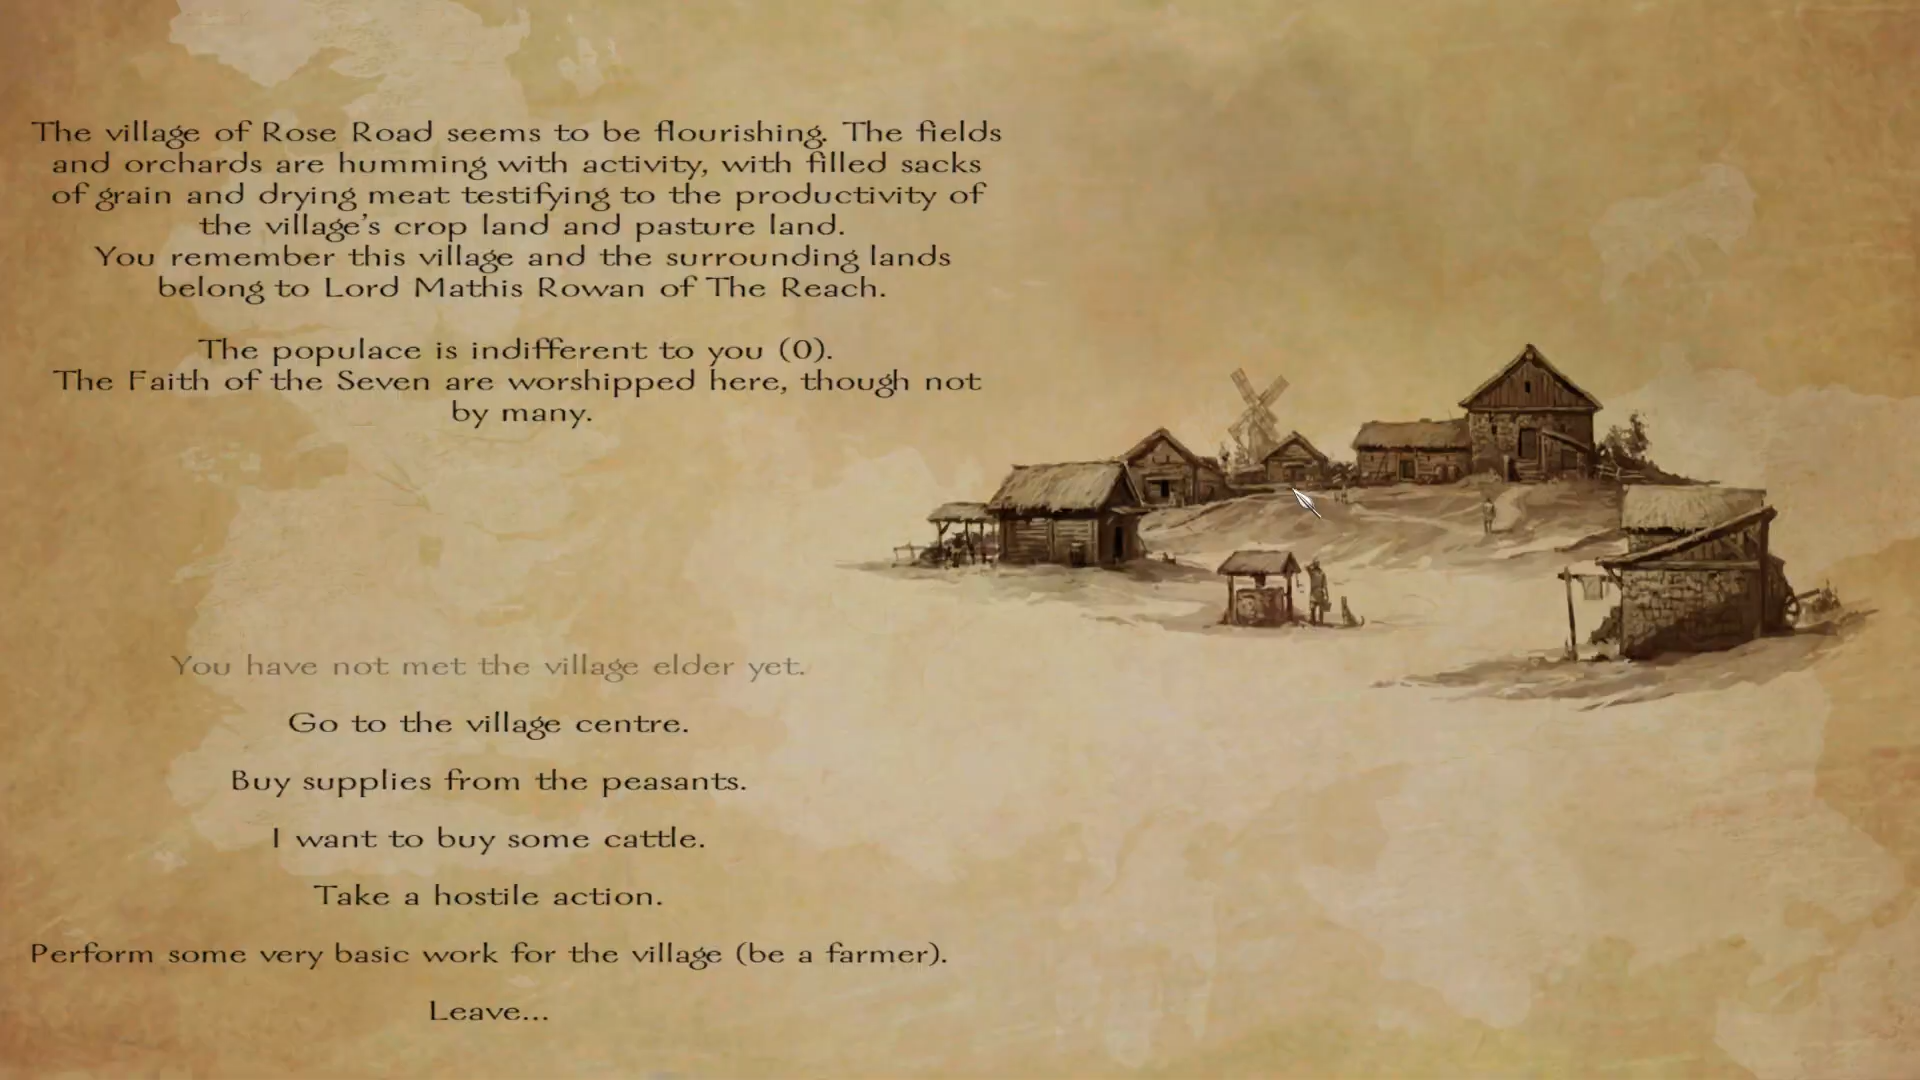 The village of Rose Road seems to be flourishing. The fields
and orchards are humming with activity, with filled sacks
of grain and drying meat testifying to the productivity of
the village's crop land and pasture land.
You remember this village and the surrounding lands
belong to Lord Mathis Rowan of The Reach.
The populace is indifferent to you (0).
The Faith of the Seven are worshipped here, though not
by many.
You have not met the village elder yet.
Go to the village centre.
Buy supplies from the peasants.
I want to buy some cattle.
Take a hostile action.
Perform some very basic work for the village (be a farmer).
Leave...